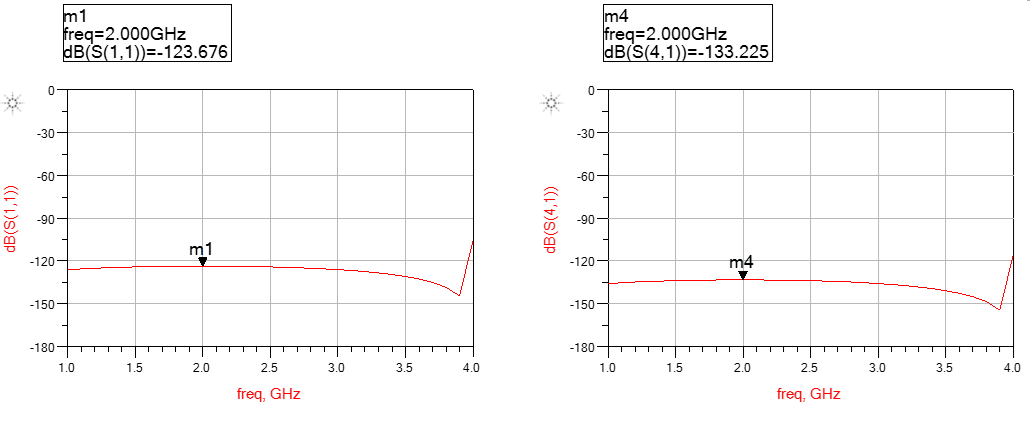 m1
freq=2.000GHz
dB(S(1,1))=-123.676
m4
freq=2.000GHz
dB(S(4,1))=-133.225
0
-30
-60
-90
-120
-150
-180
dB(S(1,1))
m1
1.0
1.5
2.0
2.5
3.0
3.5
4.0
freq, GHz
0
-30
-60
-90
-120
-150
-180
dB(S(4,1))
m4
1.0
1.5
2.0
2.5
3.0
3.5
4.0
freq, GHz